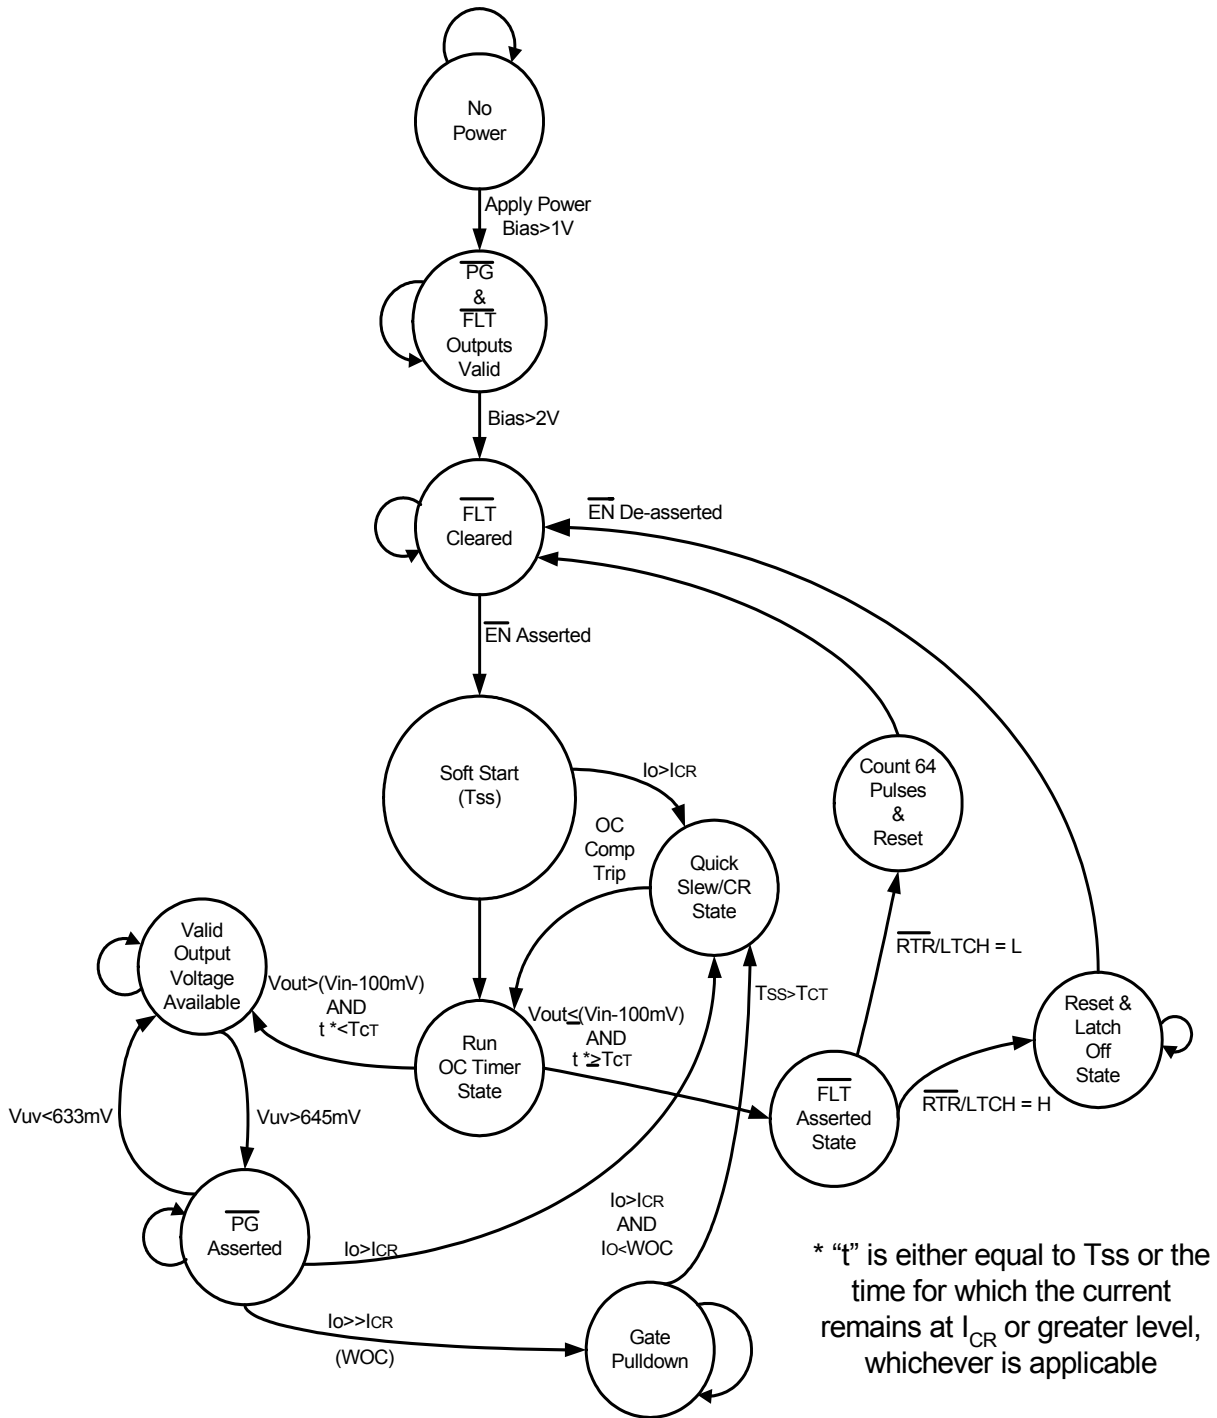 No
Power
Apply Power
Bias>1V
PG
&
FLT
Outputs
Valid
Bias>2V
FLT
Cleared
EN De-asserted
EN Asserted
Soft Start
(Tss)
Io>ICR
OC
Comp
Trip
Quick
Slew/CR
State
Count 64
Pulses
&
Reset
RTR/LTCH = L
Valid
Output
Voltage
Available
Vout>(Vin-100mV)
AND
t *<TCT
Run
OC Timer
State
Vout≤(Vin-100mV)
AND
t *≥TCT
TSS>TCT
Reset &
Latch
Off
State
FLT
Asserted
State
RTR/LTCH = H
Vuv<633mV
Vuv>645mV
PG
Asserted
Io>ICR
Io>ICR
AND
IO<WOC
Io>>ICR
(WOC)
Gate
Pulldown
* “t” is either equal to Tss or the
time for which the current
remains at ICR or greater level,
whichever is applicable